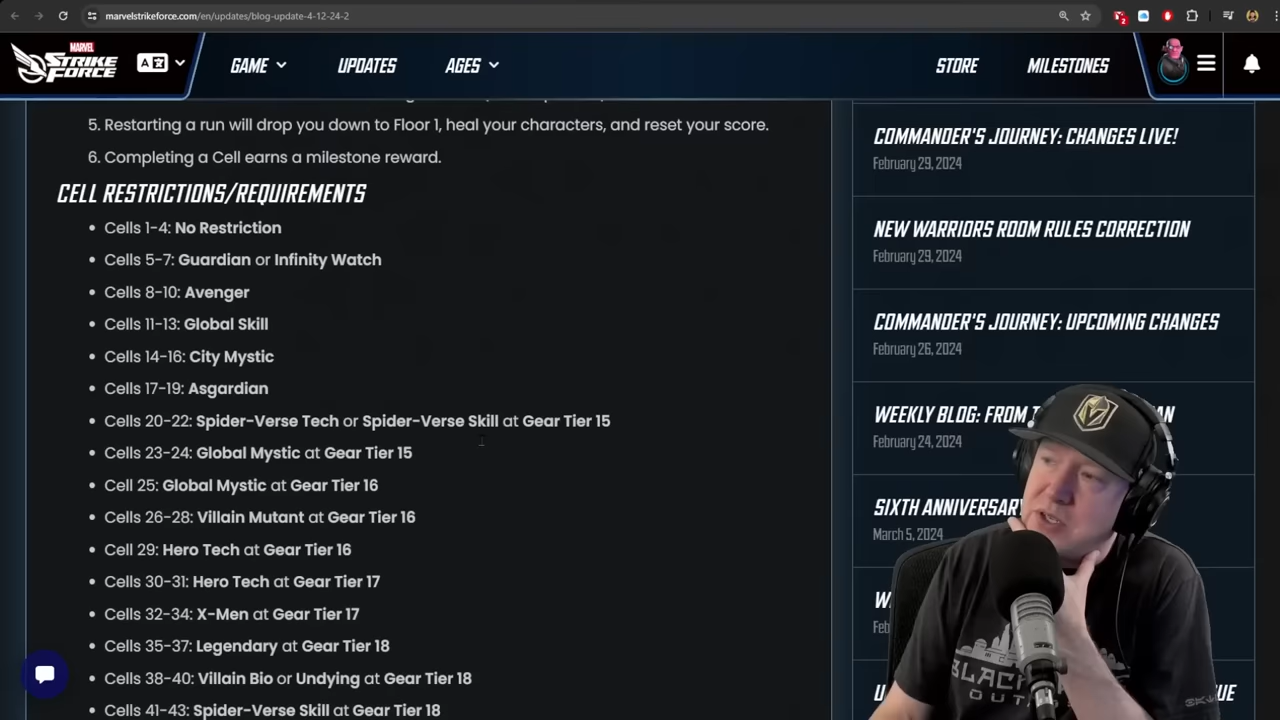 marvelstrikeforce.com/en/updates/blog-update-4-12-24-2
2
MARVEL
STRIKE
FORCE
A
GAME
UPDATES
AGES
STORE
MILESTONES
5. Restarting a run will drop you down to Floor 1, heal your characters, and reset your score.
6. Completing a Cell earns a milestone reward.
CELL RESTRICTIONS/REQUIREMENTS
• Cells 1-4: No Restriction
• Cells 5-7: Guardian or Infinity Watch
• Cells 8-10: Avenger
• Cells 11-13: Global Skill
• Cells 14-16: City Mystic
• Cells 17-19: Asgardian
• Cells 20-22: Spider-Verse Tech or Spider-Verse Skill at Gear Tier 15
• Cells 23-24: Global Mystic at Gear Tier 15
• Cell 25: Global Mystic at Gear Tier 16
• Cells 26-28: Villain Mutant at Gear Tier 16
• Cell 29: Hero Tech at Gear Tier 16
• Cells 30-31: Hero Tech at Gear Tier 17
• Cells 32-34: X-Men at Gear Tier 17
• Cells 35-37: Legendary at Gear Tier 18
• Cells 38-40: Villain Bio or Undying at Gear Tier 18
• Cells 41-43: Spider-Verse Skill at Gear Tier 18
COMMANDER'S JOURNEY: CHANGES LIVE!
February 29, 2024
NEW WARRIORS ROOM RULES CORRECTION
February 29, 2024
COMMANDER'S JOURNEY: UPCOMING CHANGES
February 26, 2024
WEEKLY BLOG: FROM
February 24, 2024
SIXTH ANNIVERSARY
March 5, 2024
W
Feb
U
UE
BLACK
OUT